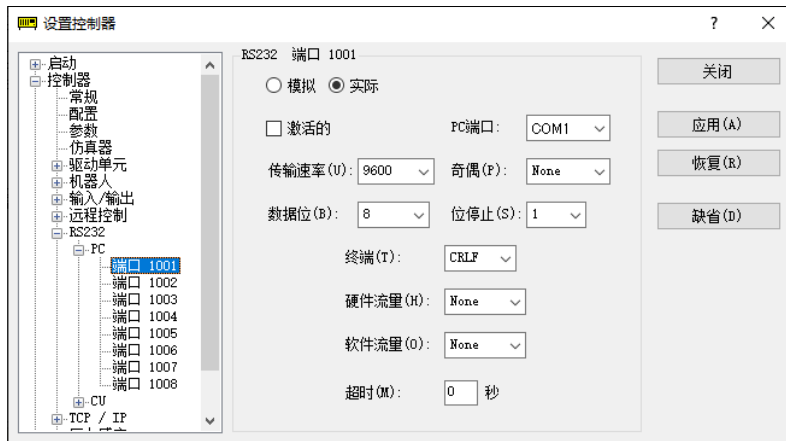 设置控制器
启动
控制器
常规
配置
参数
仿真器
驱动单元
机器人
输入/输出
远程控制
RS232
PC
端口 1001
端口 1002
端口 1003
端口 1004
端口 1005
端口 1006
端口 1007
端口 1008
CU
TCP / IP
RS232 端口 1001
模拟 实际
激活的 PC端口: COM1
传输速率(U): 9600 奇偶(P): None
数据位(B): 8 位停止(S): 1
终端(T): CRLF
硬件流量(H): None
软件流量(O): None
超时(M): 0 秒
关闭
应用(A)
恢复(R)
缺省(D)